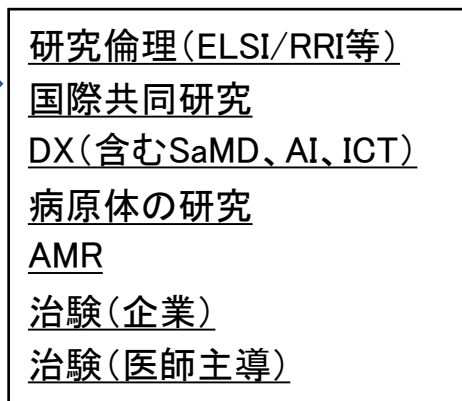 研究倫理（ELSI/RRI等）
国際共同研究
DX（含むSaMD、AI、ICT）
病原体の研究
AMR
治験（企業）
治験（医師主導）